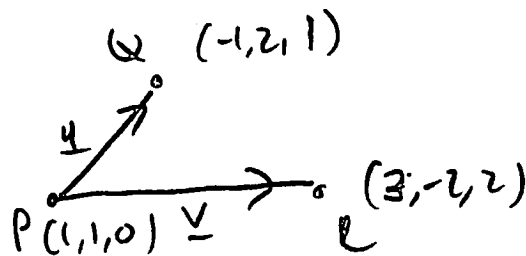 Q (-1,2,1)
u
P(1,1,0) v
R (3,-2,2)